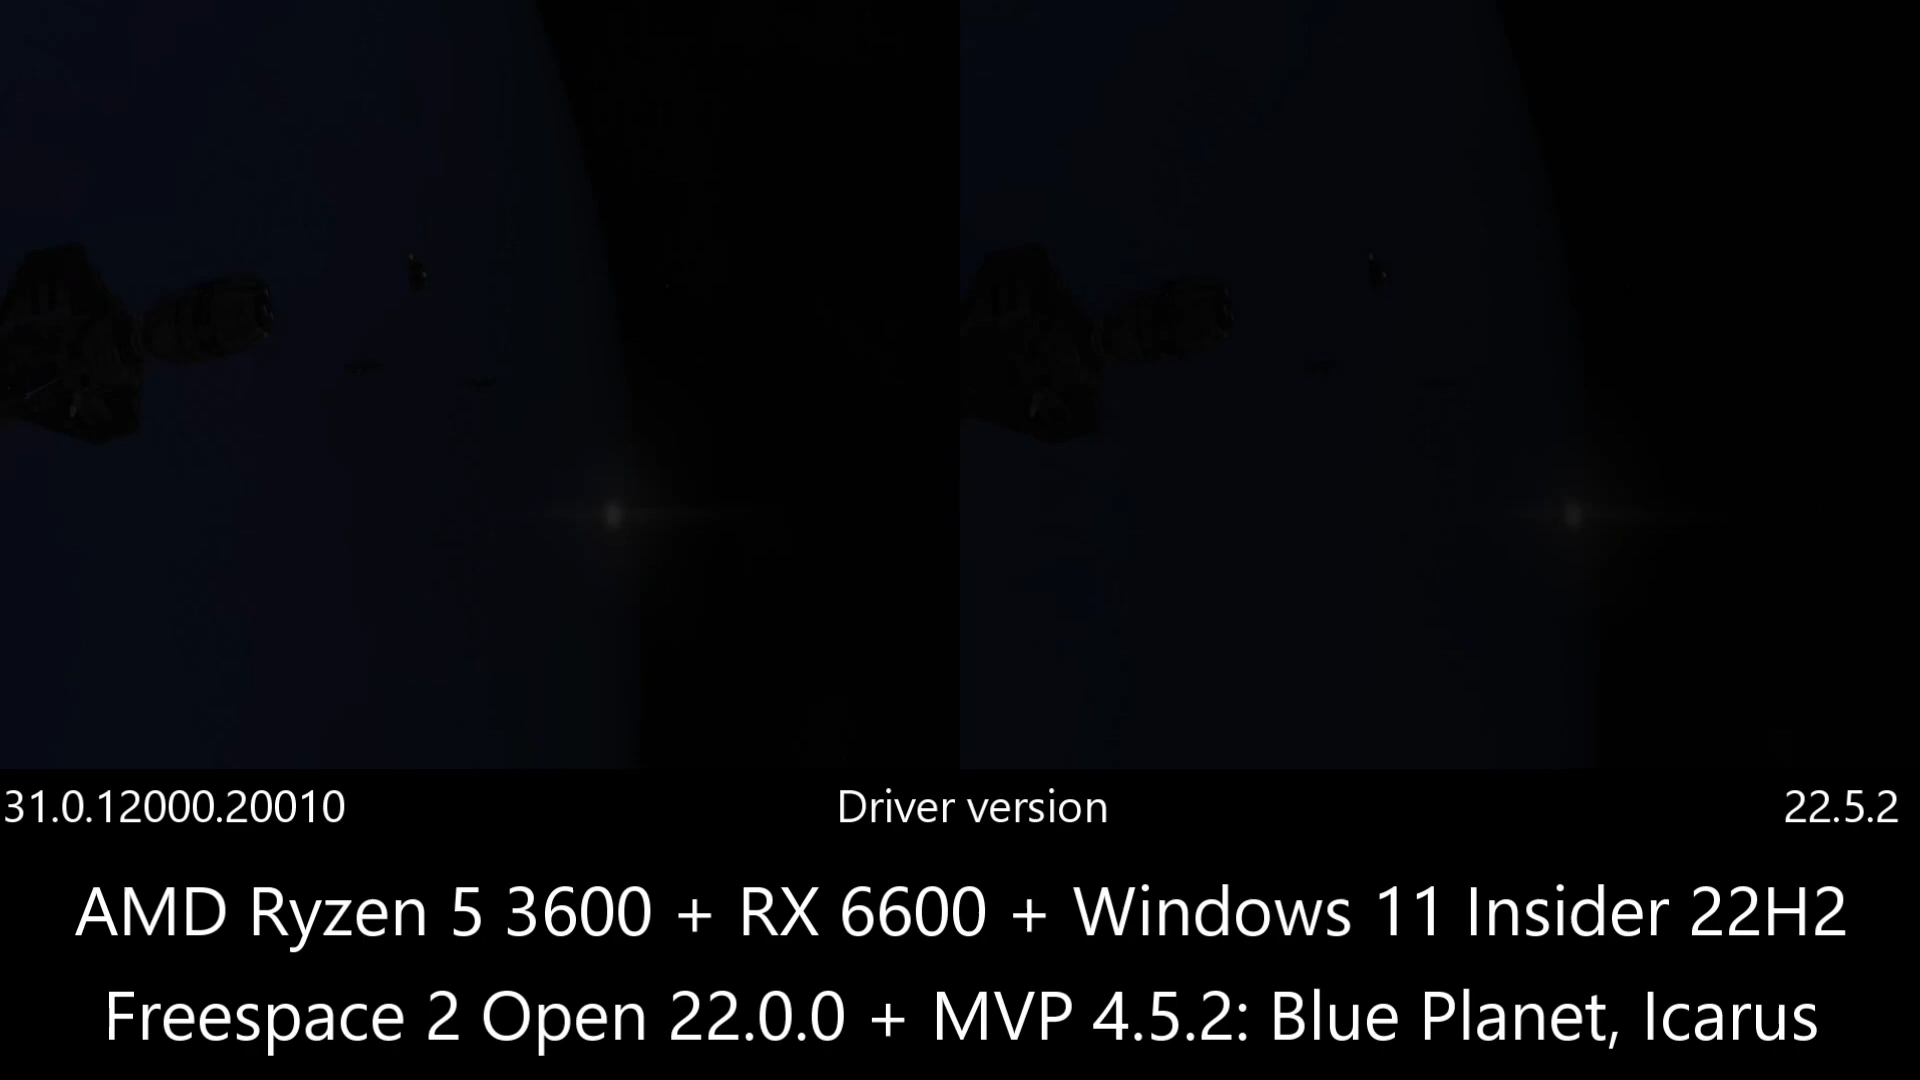 31.0.12000.20010 Driver version 22.5.2
AMD Ryzen 5 3600 + RX 6600 + Windows 11 Insider 22H2
Freespace 2 Open 22.0.0 + MVP 4.5.2: Blue Planet, Icarus